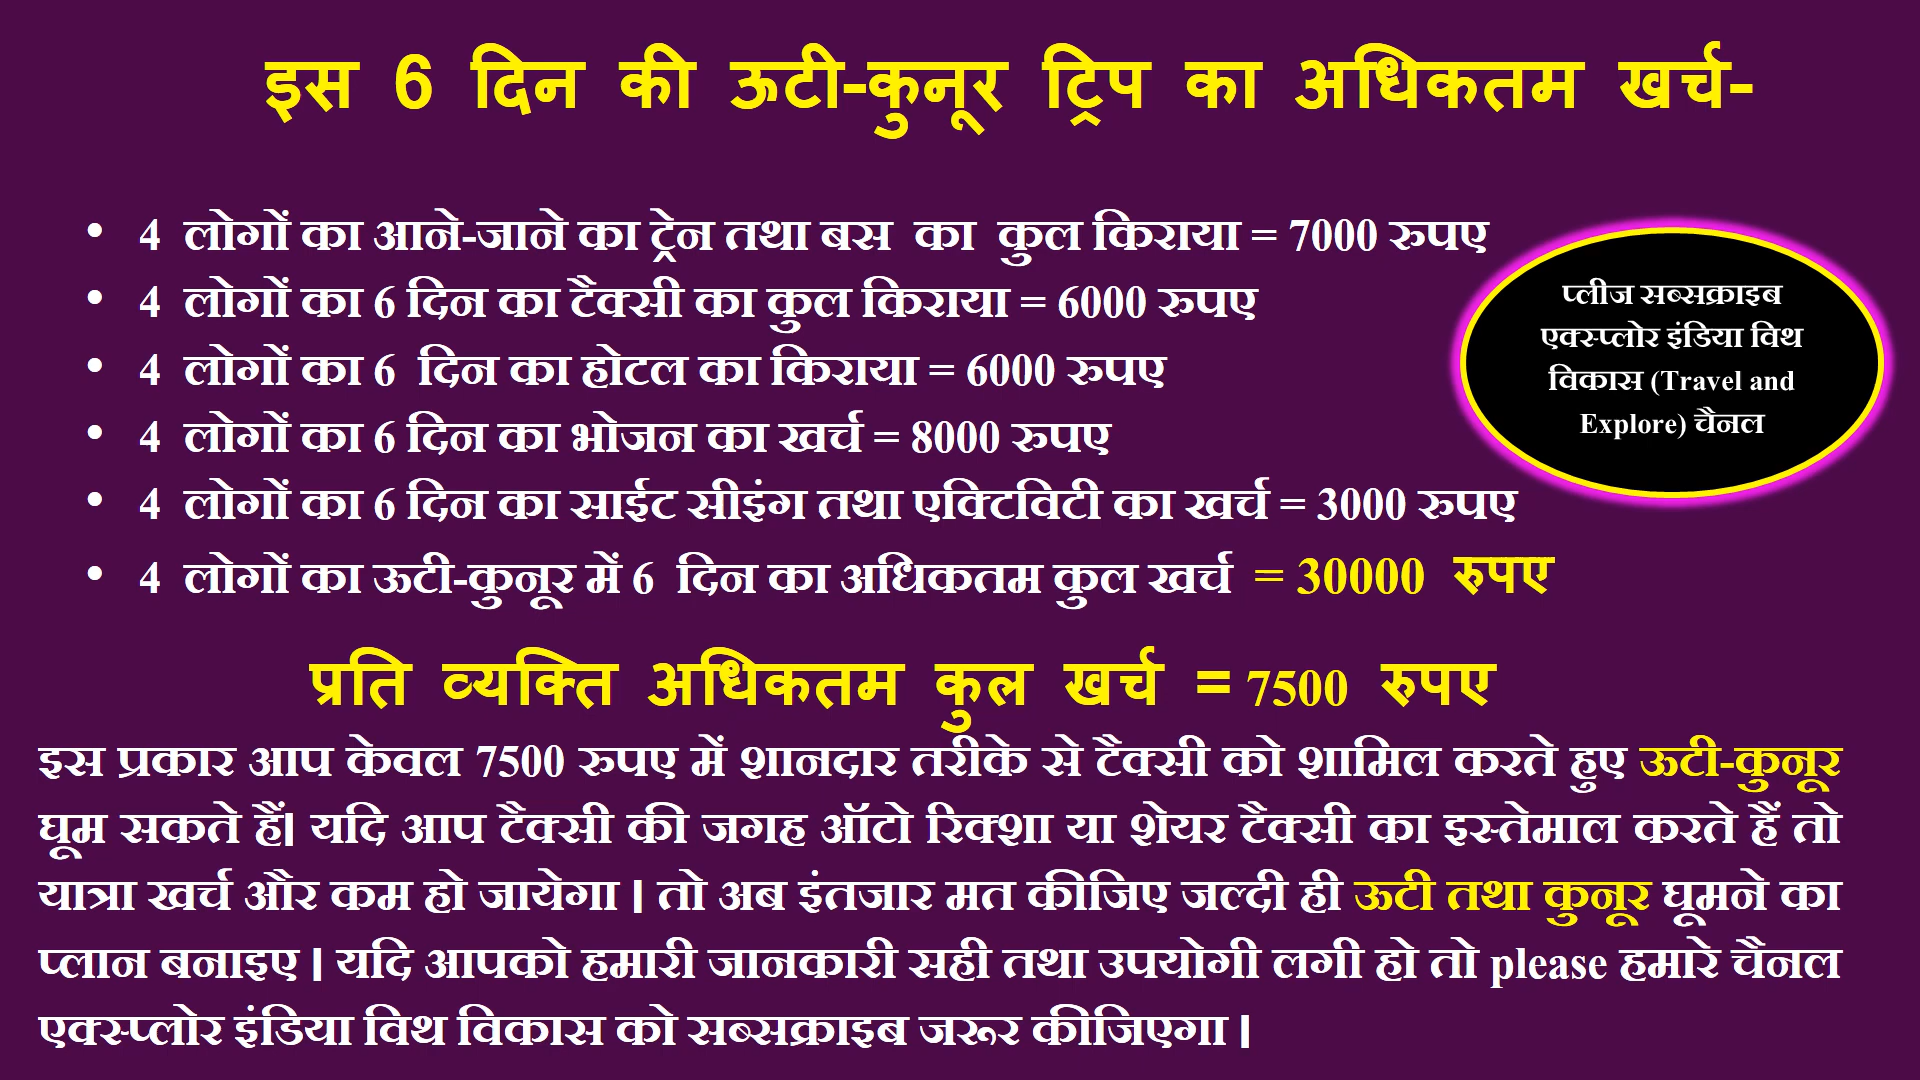 इस 6 दिन की ऊटी-कुनूर ट्रिप का अधिकतम खर्च-
• 4 लोगों का आने-जाने का ट्रेन तथा बस का कुल किराया = 7000 रुपए
• 4 लोगों का 6 दिन का टैक्सी का कुल किराया = 6000 रुपए
• 4 लोगों का 6 दिन का होटल का किराया = 6000 रुपए
• 4 लोगों का 6 दिन का भोजन का खर्च = 8000 रुपए
• 4 लोगों का 6 दिन का साईट सीइंग तथा एक्टिविटी का खर्च = 3000 रुपए
• 4 लोगों का ऊटी-कुनूर में 6 दिन का अधिकतम कुल खर्च = 30000 रुपए
प्लीज सब्सक्राइब
एक्स्प्लोर इंडिया विथ
विकास (Travel and
Explore) चैनल
प्रति व्यक्ति अधिकतम कुल खर्च = 7500 रुपए
इस प्रकार आप केवल 7500 रुपए में शानदार तरीके से टैक्सी को शामिल करते हुए ऊटी-कुनूर
घूम सकते हैं। यदि आप टैक्सी की जगह ऑटो रिक्शा या शेयर टैक्सी का इस्तेमाल करते हैं तो
यात्रा खर्च और कम हो जायेगा । तो अब इंतजार मत कीजिए जल्दी ही ऊटी तथा कुनूर घूमने का
प्लान बनाइए । यदि आपको हमारी जानकारी सही तथा उपयोगी लगी हो तो please हमारे चैनल
एक्स्प्लोर इंडिया विथ विकास को सब्सक्राइब जरूर कीजिएगा ।